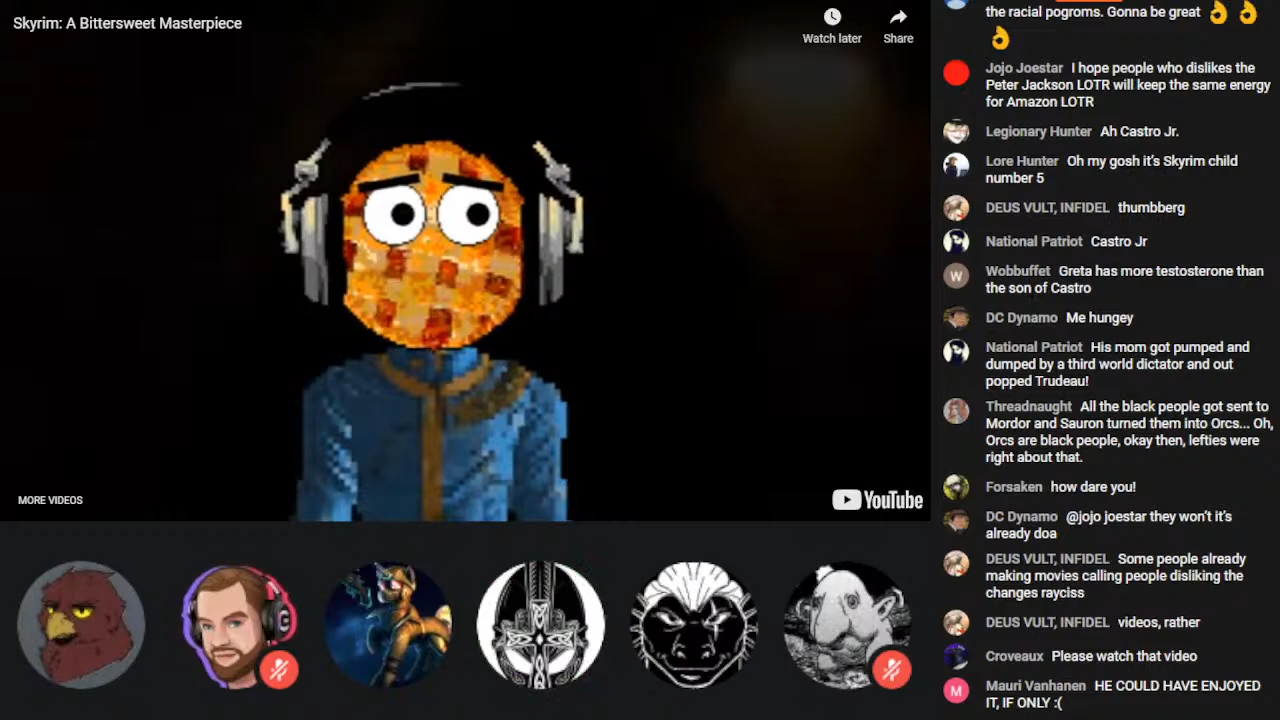 Skyrim: A Bittersweet Masterpiece
Watch later
Share
MORE VIDEOS
YouTube
the racial pogroms. Gonna be great 👌 👌
👌
Jojo Joestar I hope people who dislikes the
Peter Jackson LOTR will keep the same energy
for Amazon LOTR
Legionary Hunter Ah Castro Jr.
Lore Hunter Oh my gosh it's Skyrim child
number 5
DEUS VULT, INFIDEL thumbberg
National Patriot Castro Jr
W
Wobbuffet Greta has more testosterone than
the son of Castro
DC Dynamo Me hungey
National Patriot His mom got pumped and
dumped by a third world dictator and out
popped Trudeau!
Threadnaught All the black people got sent to
Mordor and Sauron turned them into Orcs... Oh,
Orcs are black people, okay then, lefties were
right about that.
Forsaken how dare you!
DC Dynamo @jojo joestar they won't it's
already doa
DEUS VULT, INFIDEL Some people already
making movies calling people disliking the
changes rayciss
DEUS VULT, INFIDEL videos, rather
Croveaux Please watch that video
M
Mauri Vanhanen HE COULD HAVE ENJOYED
IT, IF ONLY :(